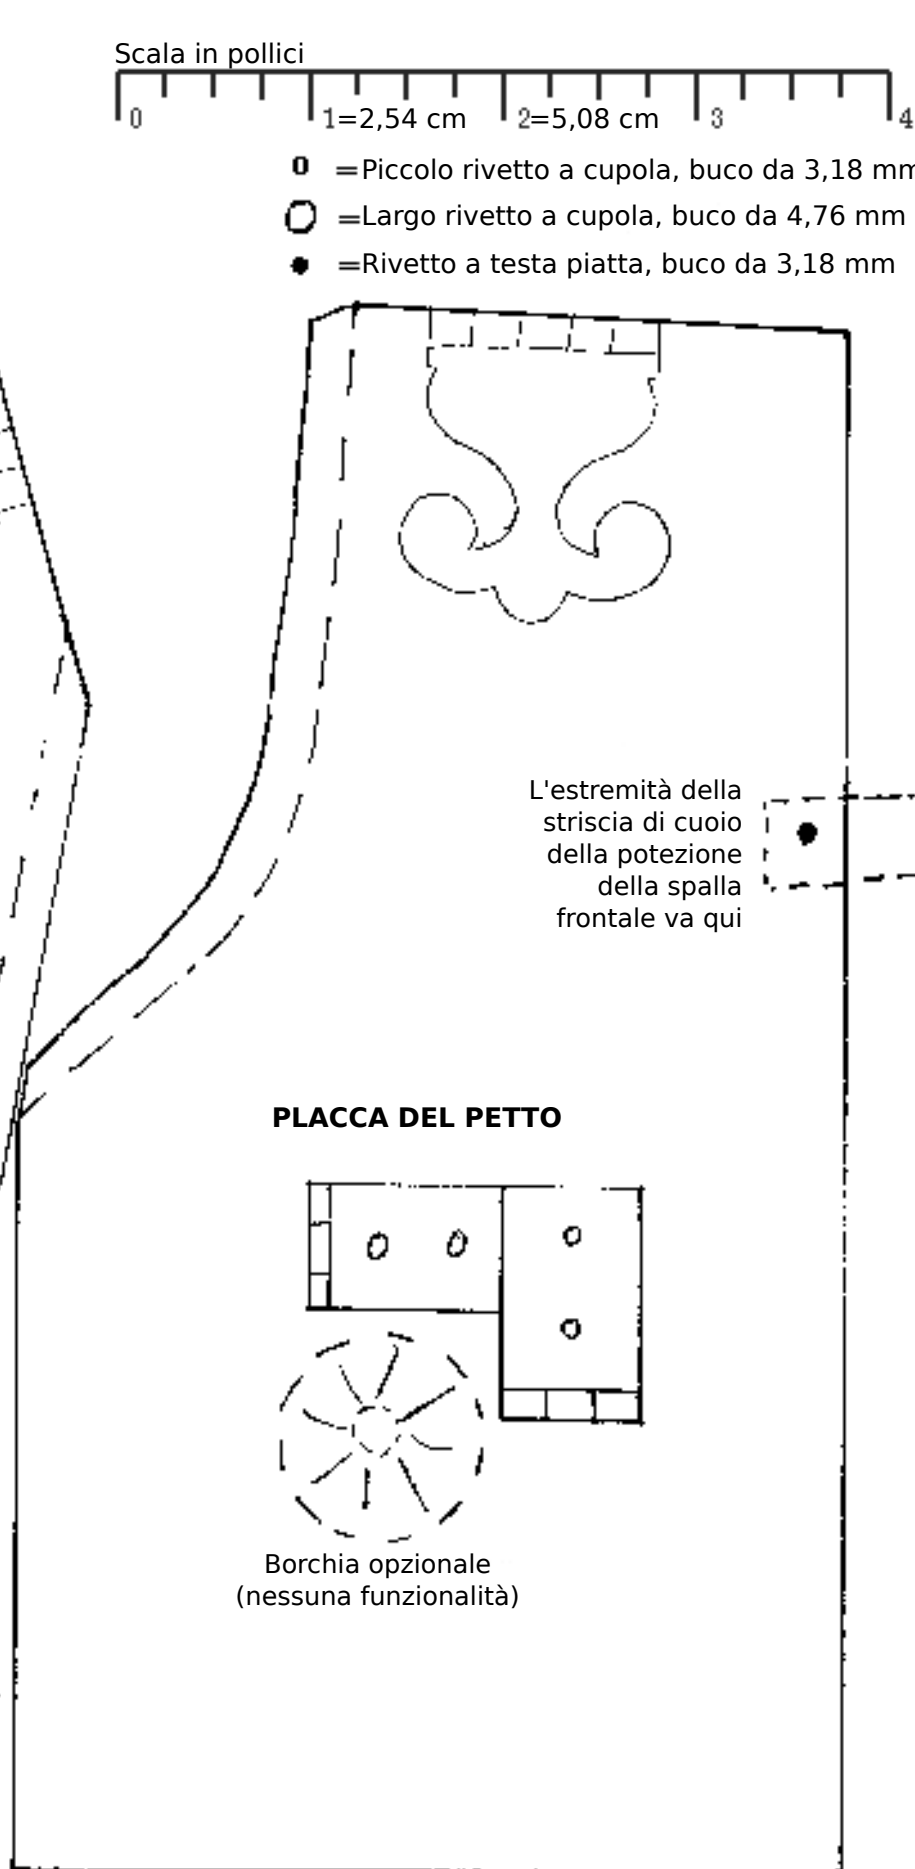 Scala in pollici
0 1=2,54 cm 2=5,08 cm 3 4
=Piccolo rivetto a cupola, buco da 3,18 mm
=Largo rivetto a cupola, buco da 4,76 mm
=Rivetto a testa piatta, buco da 3,18 mm
L'estremità della
striscia di cuoio
della potezione
della spalla
frontale va qui
PLACCA DEL PETTO
Borchia opzionale
(nessuna funzionalità)